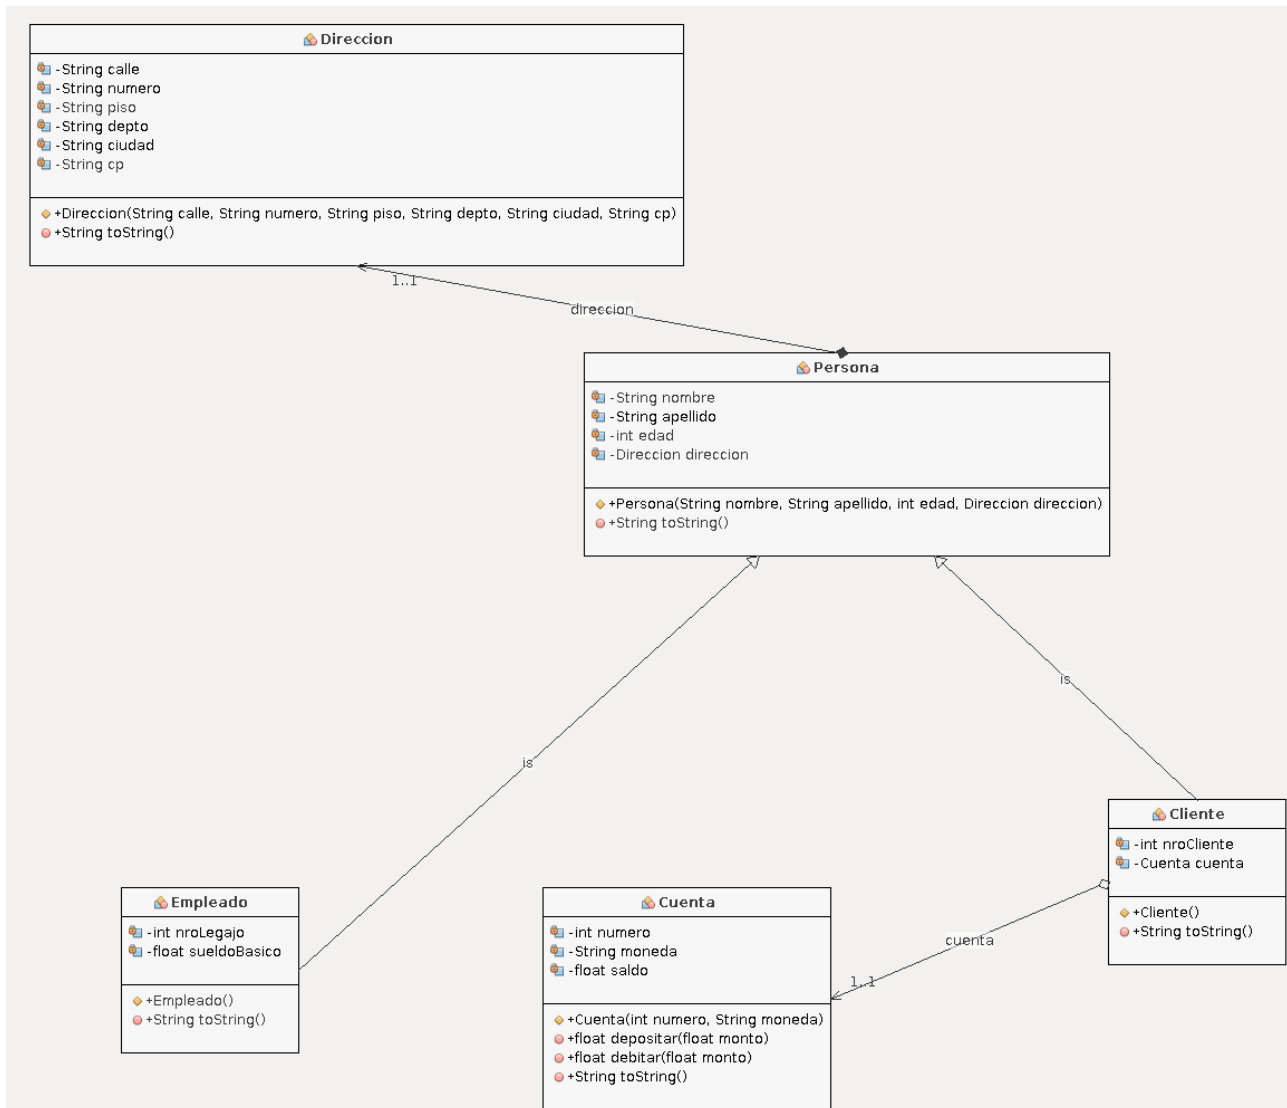 Direccion
-String calle
-String numero
-String piso
-String depto
-String ciudad
-String cp
+Direccion(String calle, String numero, String piso, String depto, String ciudad, String cp)
+String toString()
1..1
direccion
Persona
-String nombre
-String apellido
-int edad
-Direccion direccion
+Persona(String nombre, String apellido, int edad, Direccion direccion)
+String toString()
is
is
Empleado
-int nroLegajo
-float sueldoBasico
+Empleado()
+String toString()
Cuenta
-int numero
-String moneda
-float saldo
+Cuenta(int numero, String moneda)
+float depositar(float monto)
+float debitar(float monto)
+String toString()
1..1
cuenta
Cliente
-int nroCliente
-Cuenta cuenta
+Cliente()
+String toString()